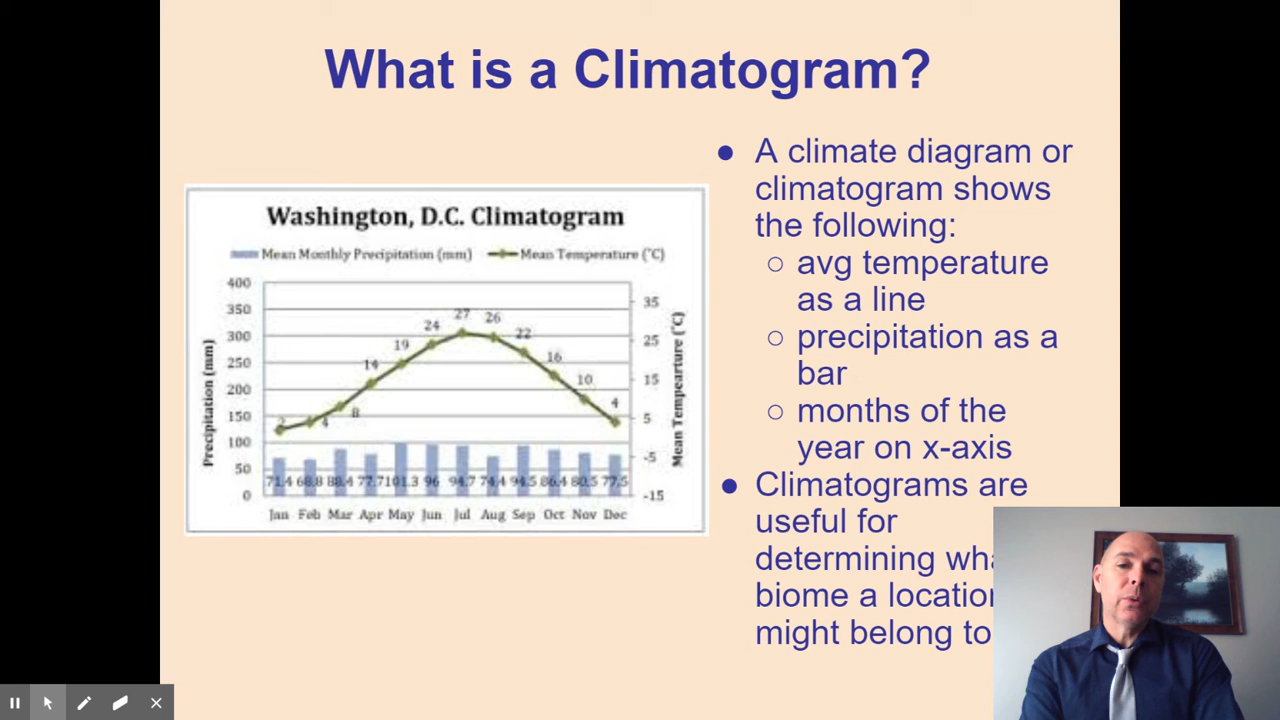 What is a Climatogram?
Washington, D.C. Climatogram
Mean Monthly Precipitation (mm) Mean Temperature (˚C)
400
350
300
250
200
150
100
50
0
Precipitation (mm)
2 4 8 14 19 24 27 26 22 16 10 4
71.4 68.8 88.4 77.7 101.3 96 94.7 74.4 94.5 86.4 80.5 77.5
Jan Feb Mar Apr May Jun Jul Aug Sep Oct Nov Dec
35
25
15
5
-5
-15
Mean Tempearture (˚C)
● A climate diagram or
climatogram shows
the following:
○ avg temperature
as a line
○ precipitation as a
bar
○ months of the
year on x-axis
● Climatograms are
useful for
determining
biome a
might belong to